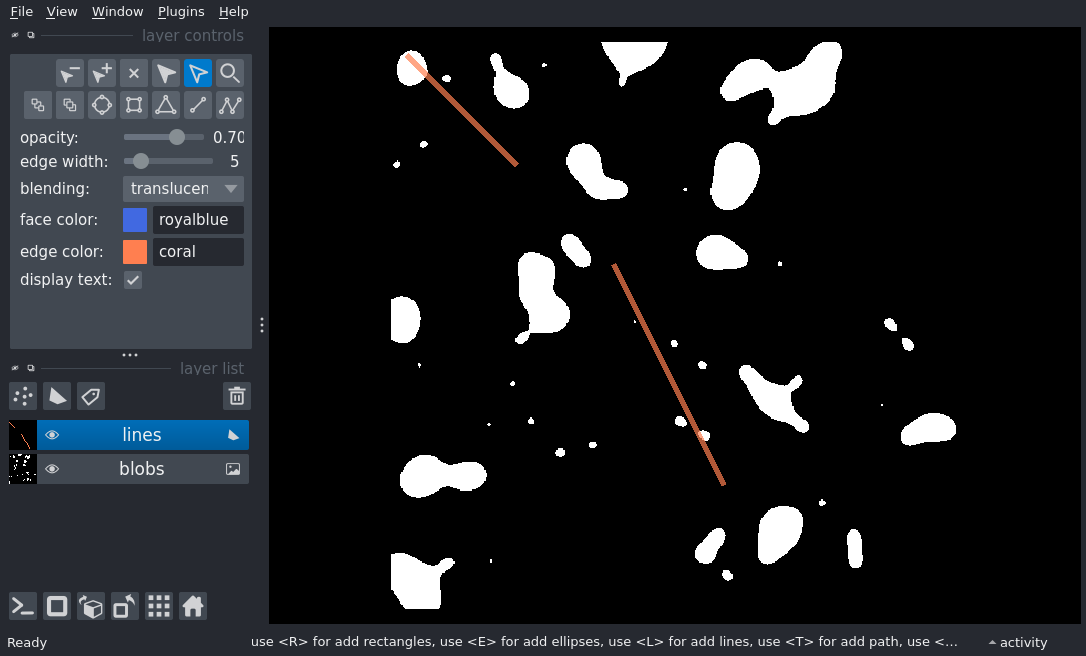 File View Window Plugins Help
layer controls
opacity: 0.70
edge width: 5
blending: translucen
face color: royalblue
edge color: coral
display text:
layer list
lines
blobs
Ready use <R> for add rectangles, use <E> for add ellipses, use <L> for add lines, use <T> for add path, use <... activity